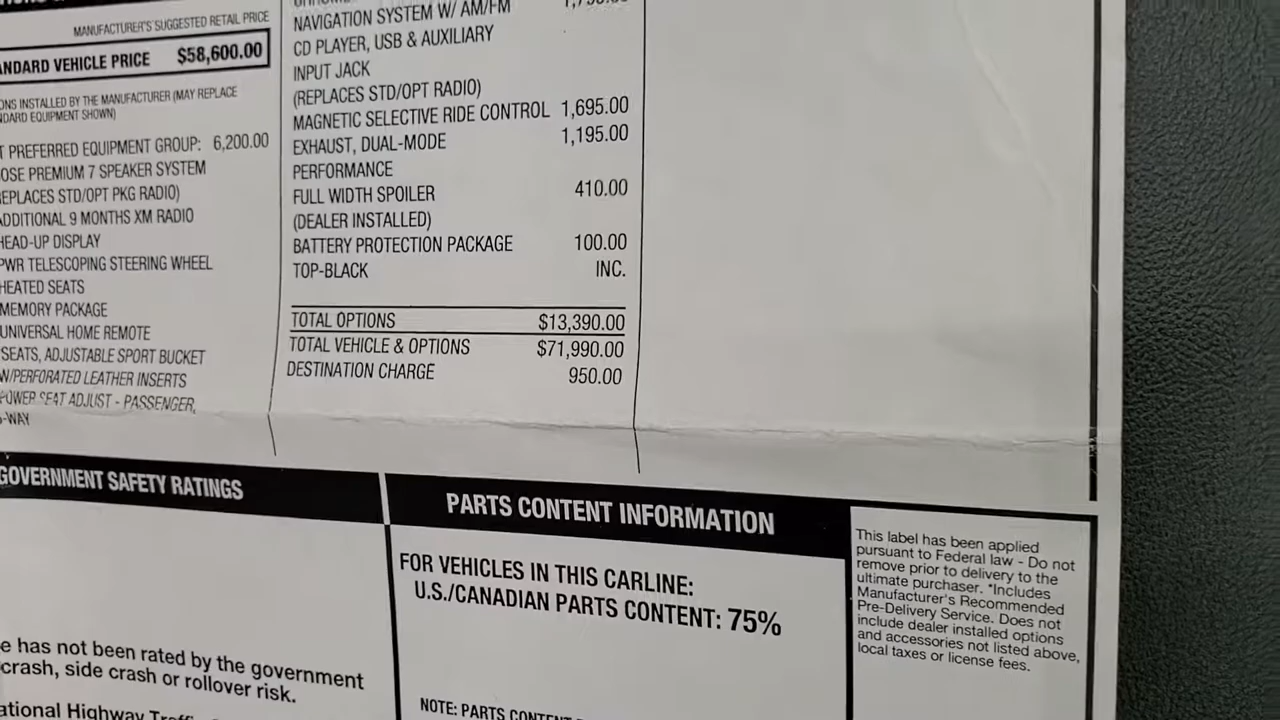 MANUFACTURER'S SUGGESTED RETAIL PRICE
VEHICLE PRICE $58,600.00
INSTALLED BY THE MANUFACTURER (MAY REPLACE
EQUIPMENT SHOWN)
PREFERRED EQUIPMENT GROUP: 6,200.00
PREMIUM 7 SPEAKER SYSTEM
STD/OPT PKG RADIO)
9 MONTHS XM RADIO
HEAD-UP DISPLAY
PWR TELESCOPING STEERING WHEEL
HEATED SEATS
MEMORY PACKAGE
UNIVERSAL HOME REMOTE
SEATS, ADJUSTABLE SPORT BUCKET
W/PERFORATED LEATHER INSERTS
POWER SEAT ADJUST - PASSENGER,
-WAY
NAVIGATION SYSTEM W/ AM/FM
CD PLAYER, USB & AUXILIARY
INPUT JACK
(REPLACES STD/OPT RADIO)
MAGNETIC SELECTIVE RIDE CONTROL 1,695.00
EXHAUST, DUAL-MODE 1,195.00
PERFORMANCE
FULL WIDTH SPOILER 410.00
(DEALER INSTALLED)
BATTERY PROTECTION PACKAGE 100.00
TOP-BLACK INC.
TOTAL OPTIONS $13,390.00
TOTAL VEHICLE & OPTIONS $71,990.00
DESTINATION CHARGE 950.00
GOVERNMENT SAFETY RATINGS
e has not been rated by the government
crash, side crash or rollover risk.
Highway
PARTS CONTENT INFORMATION
FOR VEHICLES IN THIS CARLINE:
U.S./CANADIAN PARTS CONTENT: 75%
NOTE: PARTS CONTENT
This label has been applied
pursuant to Federal law - Do not
remove prior to delivery to the
ultimate purchaser. *Includes
Manufacturer's Recommended
Pre-Delivery Service. Does not
include dealer installed options
and accessories not listed above,
local taxes or license fees.